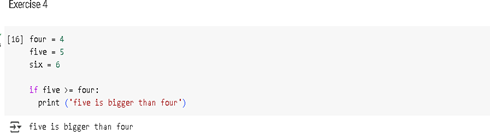 Exercise 4
[16] four = 4
five = 5
six = 6
if five >= four:
print ('five is bigger than four')
five is bigger than four